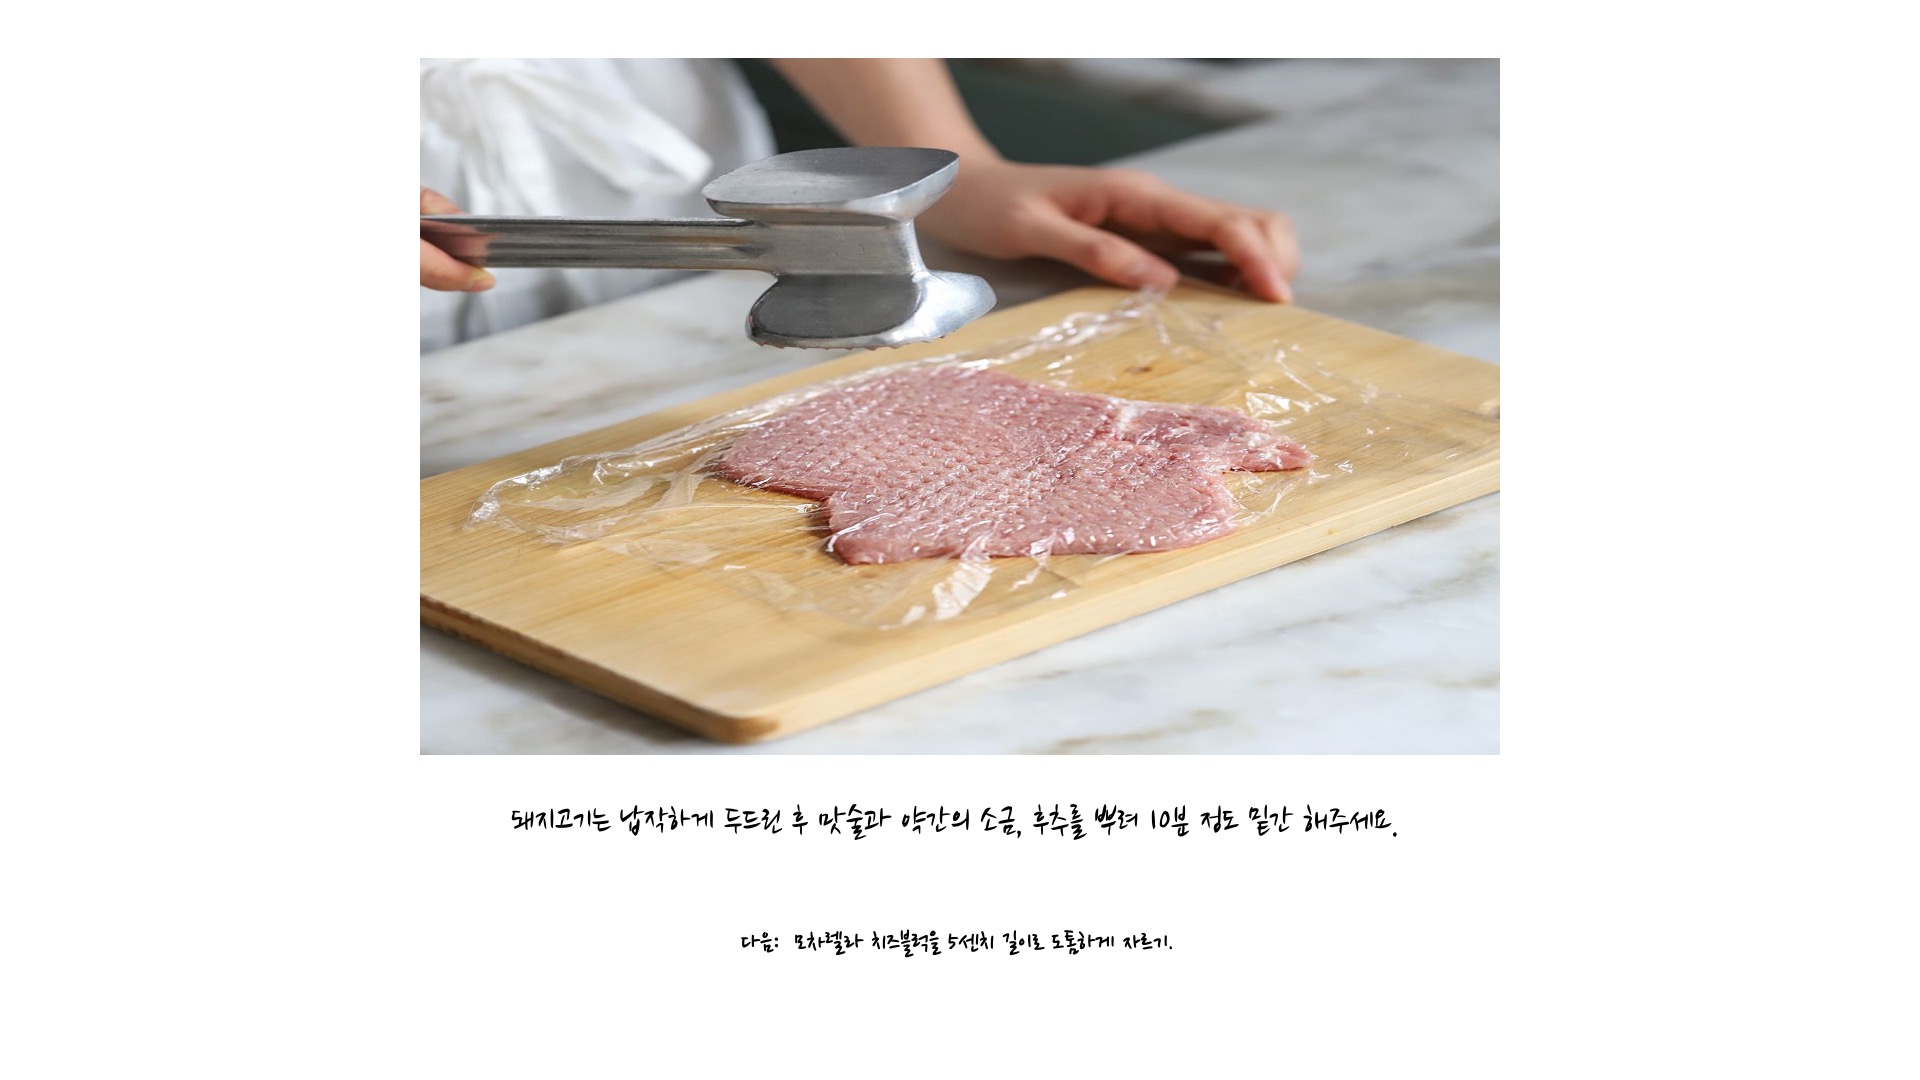 돼지고기는 납작하게 두드린 후 맛술과 약간의 소금, 후추를 뿌려 10분 정도 밑간 해주세요.
다음: 모차렐라 치즈블럭을 5센치 길이로 도톰하게 자르기.